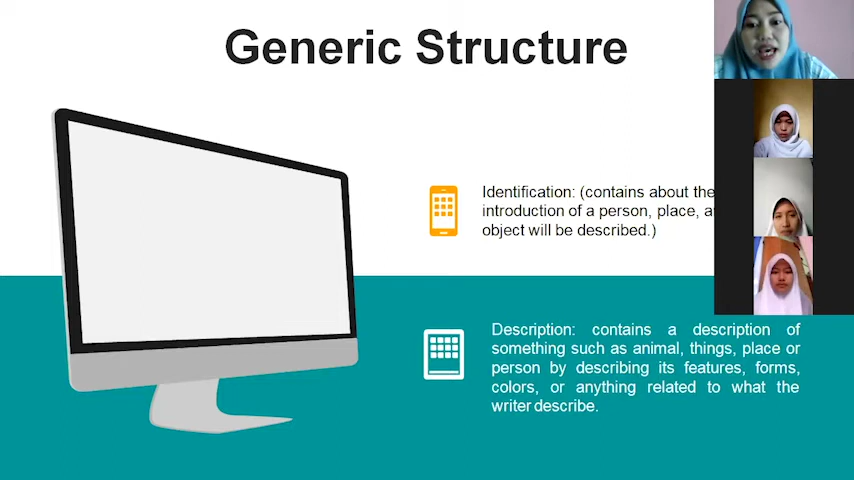 Generic Structure
Identification: (contains about the
introduction of a person, place,
object will be described.)
Description: contains a description of
something such as animal, things, place or
person by describing its features, forms,
colors, or anything related to what the
writer describe.